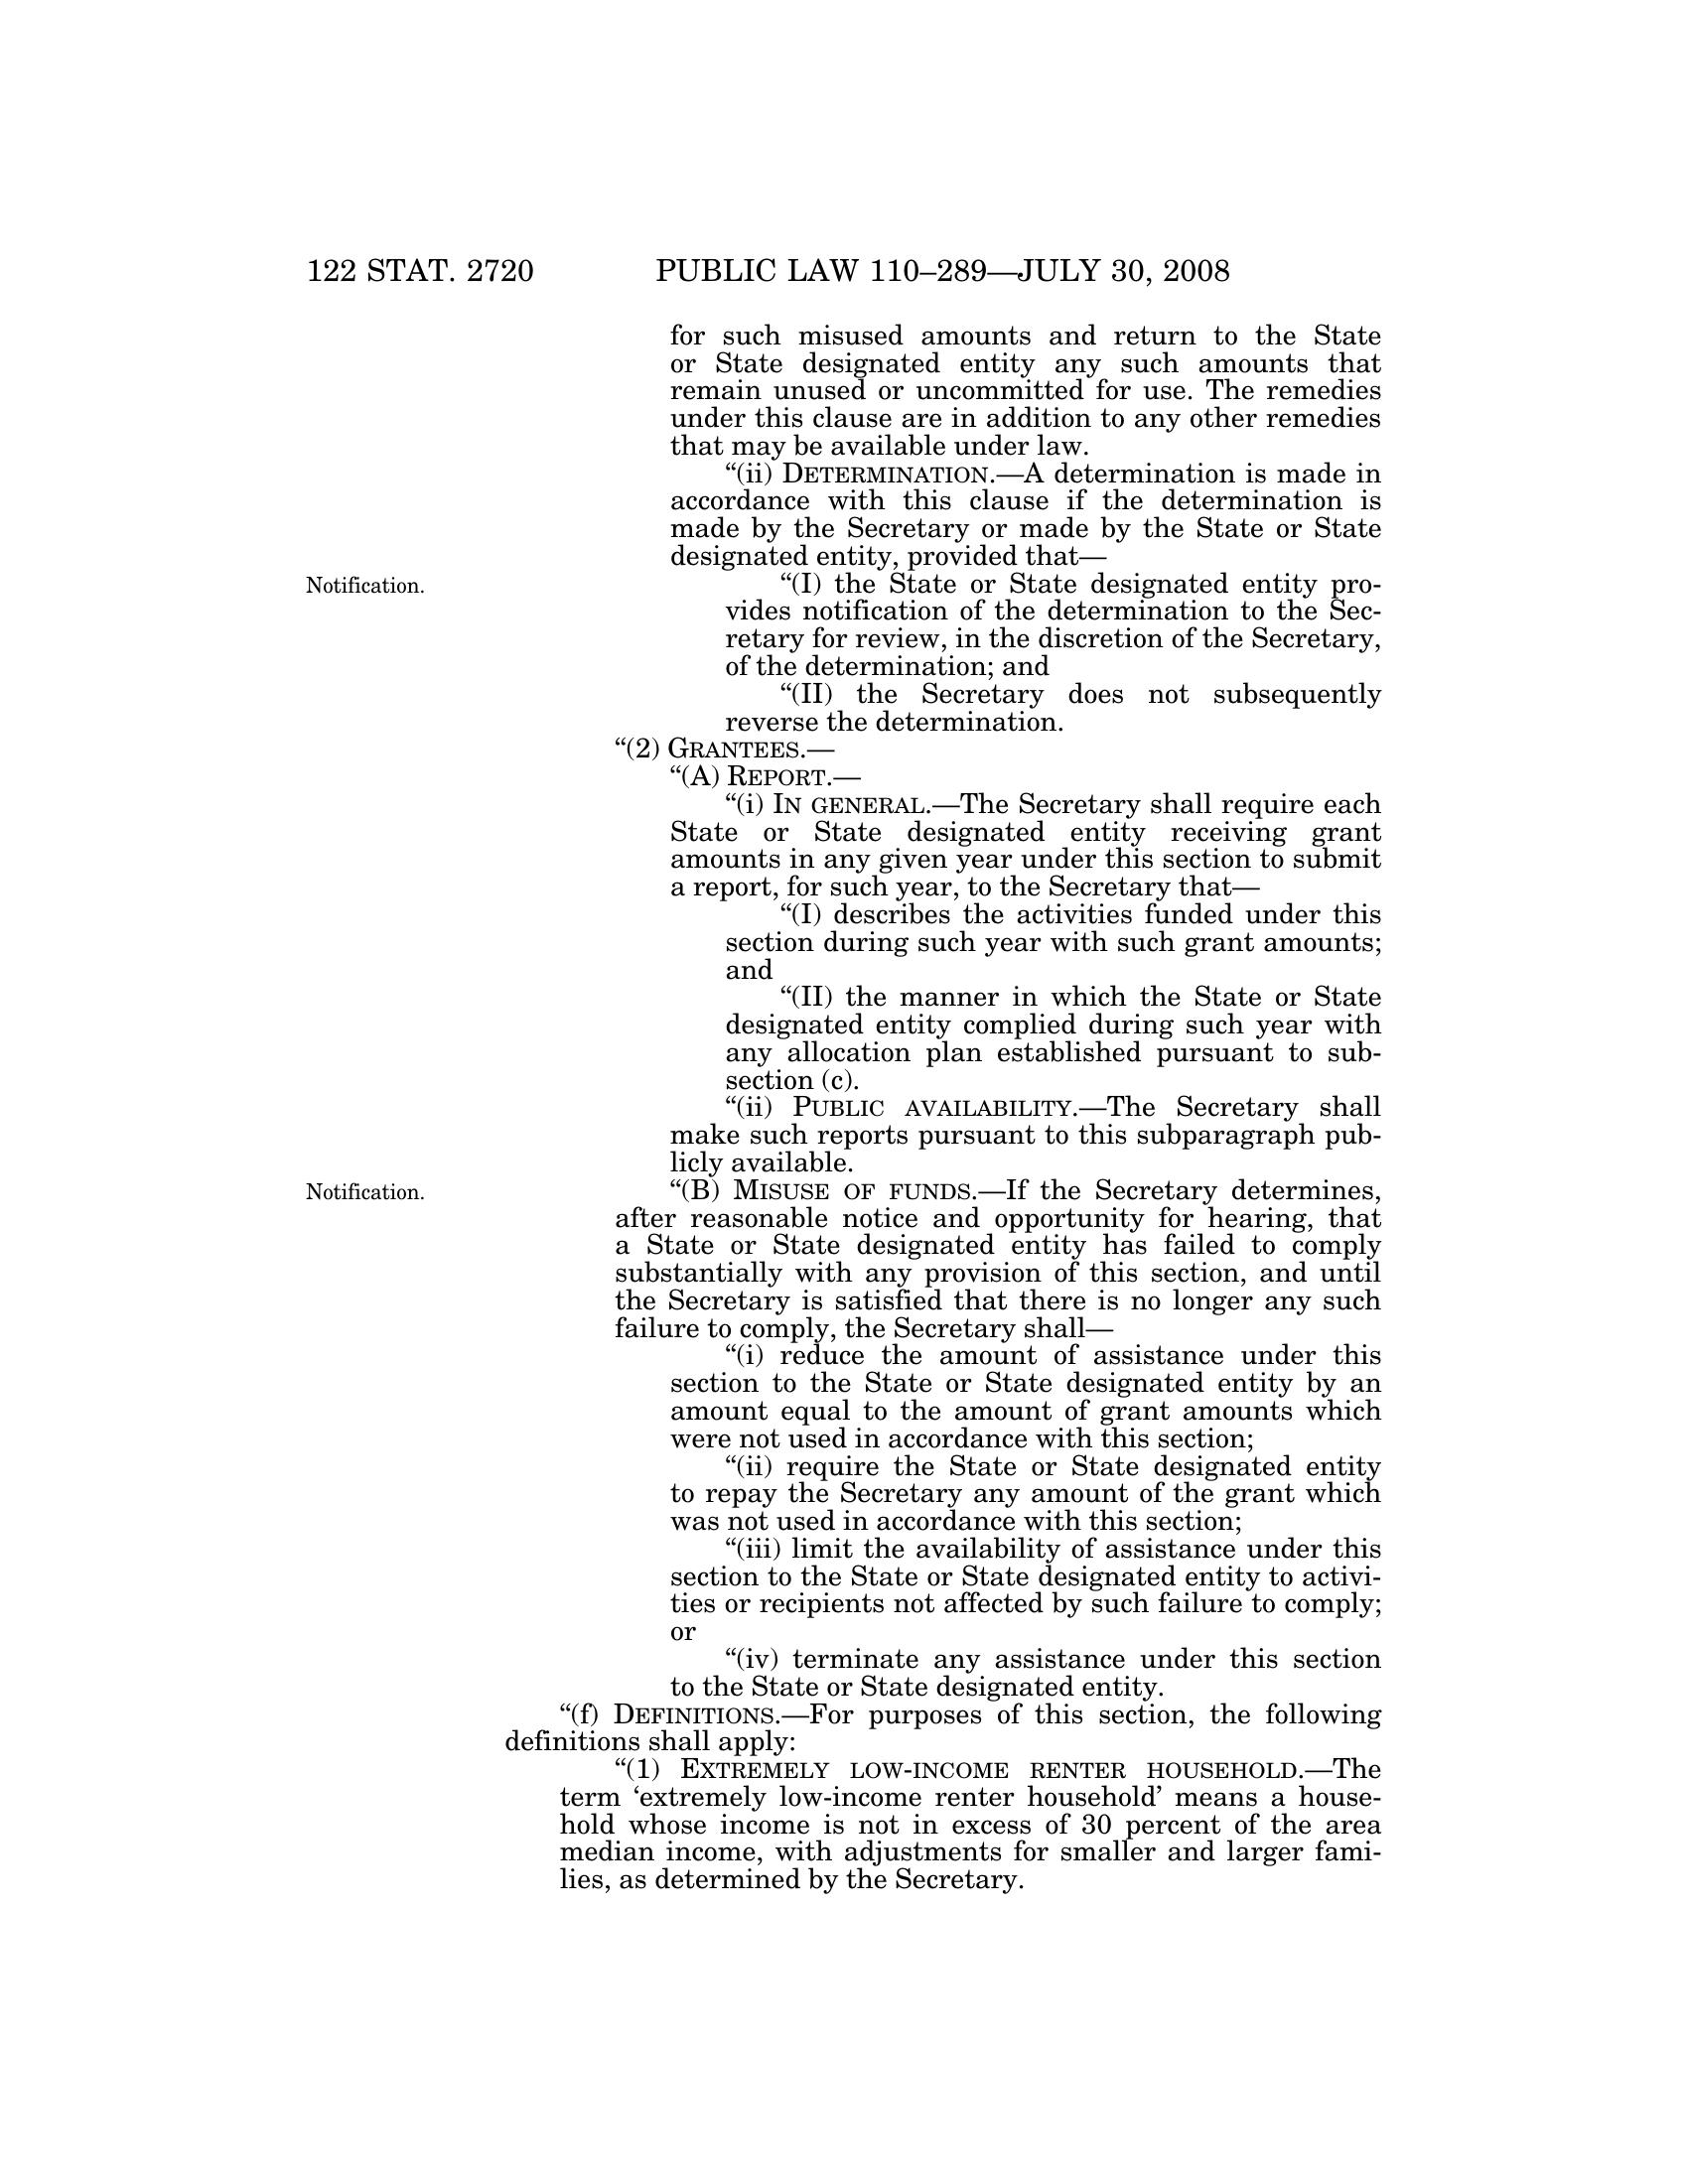 122 STAT. 2720 PUBLIC LAW 110–289—JULY 30, 2008
for such misused amounts and return to the State
or State designated entity any such amounts that
remain unused or uncommitted for use. The remedies
under this clause are in addition to any other remedies
that may be available under law.
“(ii) DETERMINATION.—A determination is made in
accordance with this clause if the determination is
made by the Secretary or made by the State or State
designated entity, provided that—
Notification.
“(I) the State or State designated entity pro-
vides notification of the determination to the Sec-
retary for review, in the discretion of the Secretary,
of the determination; and
“(II) the Secretary does not subsequently
reverse the determination.
“(2) GRANTEES.—
“(A) REPORT.—
“(i) IN GENERAL.—The Secretary shall require each
State or State designated entity receiving grant
amounts in any given year under this section to submit
a report, for such year, to the Secretary that—
“(I) describes the activities funded under this
section during such year with such grant amounts;
and
“(II) the manner in which the State or State
designated entity complied during such year with
any allocation plan established pursuant to sub-
section (c).
“(ii) PUBLIC AVAILABILITY.—The Secretary shall
make such reports pursuant to this subparagraph pub-
licly available.
Notification.
“(B) MISUSE OF FUNDS.—If the Secretary determines,
after reasonable notice and opportunity for hearing, that
a State or State designated entity has failed to comply
substantially with any provision of this section, and until
the Secretary is satisfied that there is no longer any such
failure to comply, the Secretary shall—
“(i) reduce the amount of assistance under this
section to the State or State designated entity by an
amount equal to the amount of grant amounts which
were not used in accordance with this section;
“(ii) require the State or State designated entity
to repay the Secretary any amount of the grant which
was not used in accordance with this section;
“(iii) limit the availability of assistance under this
section to the State or State designated entity to activi-
ties or recipients not affected by such failure to comply;
or
“(iv) terminate any assistance under this section
to the State or State designated entity.
“(f) DEFINITIONS.—For purposes of this section, the following
definitions shall apply:
“(1) EXTREMELY LOW-INCOME RENTER HOUSEHOLD.—The
term ‘extremely low-income renter household’ means a house-
hold whose income is not in excess of 30 percent of the area
median income, with adjustments for smaller and larger fami-
lies, as determined by the Secretary.